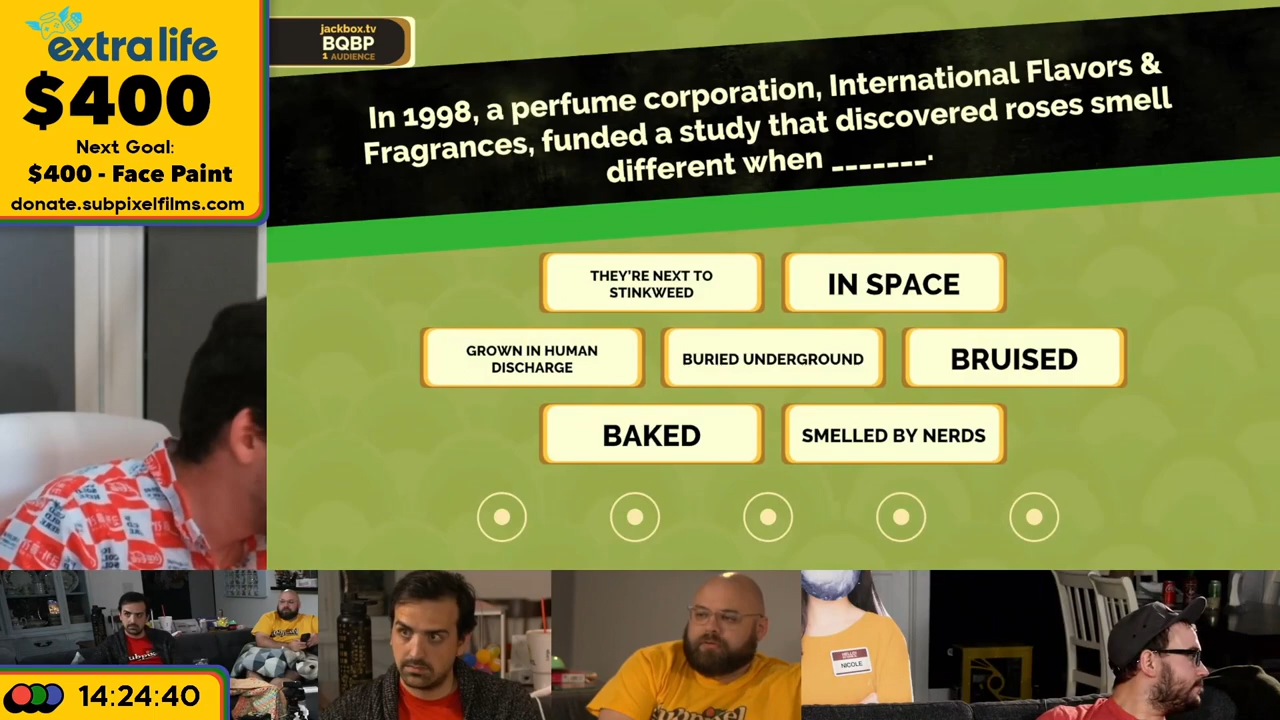 extra life
$400
Next Goal:
$400 - Face Paint
donate.subpixelfilms.com
jackbox.tv
BQBP
1 AUDIENCE
In 1998, a perfume corporation, International Flavors &
Fragrances, funded a study that discovered roses smell
different when _______.
THEY'RE NEXT TO
STINKWEED
IN SPACE
GROWN IN HUMAN
DISCHARGE
BURIED UNDERGROUND
BRUISED
BAKED
SMELLED BY NERDS
HELLO
NICOLE
14:24:40